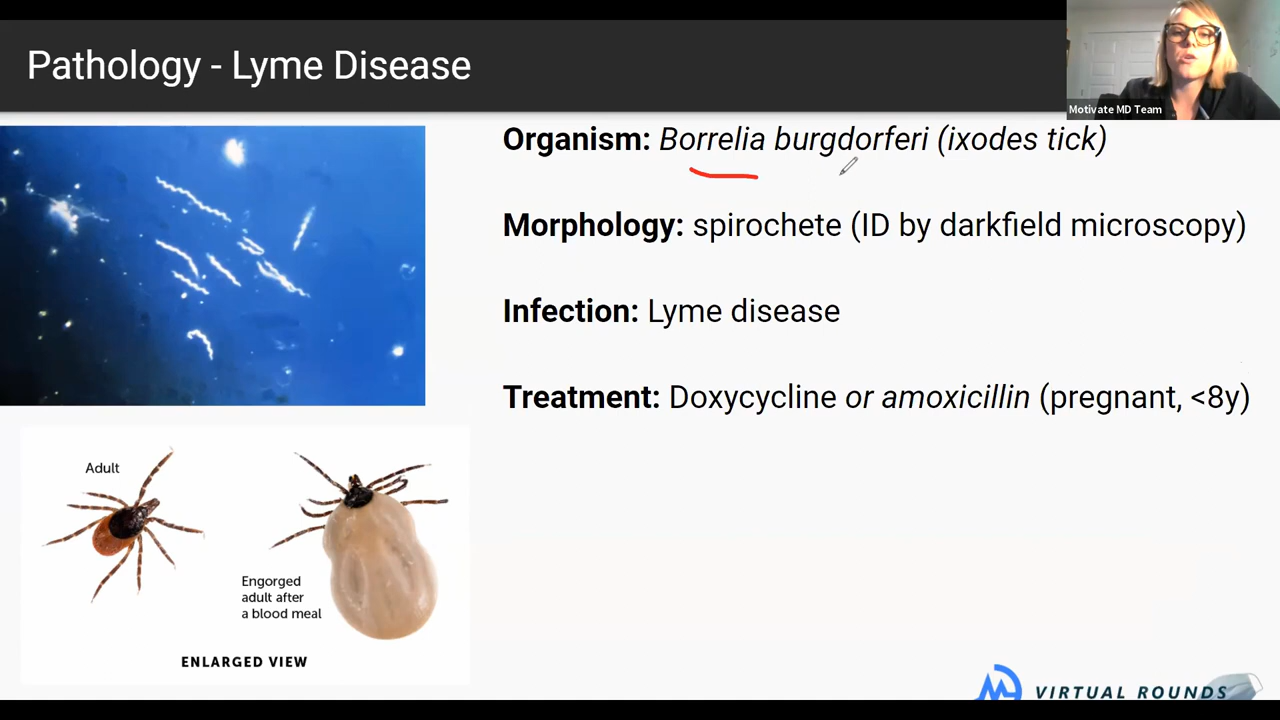 Pathology - Lyme Disease
Motivate MD Team
Organism: Borrelia burgdorferi (ixodes tick)
Morphology: spirochete (ID by darkfield microscopy)
Infection: Lyme disease
Treatment: Doxycycline or amoxicillin (pregnant, <8y)
Adult
Engorged
adult after
a blood meal
ENLARGED VIEW
VIRTUAL ROUNDS